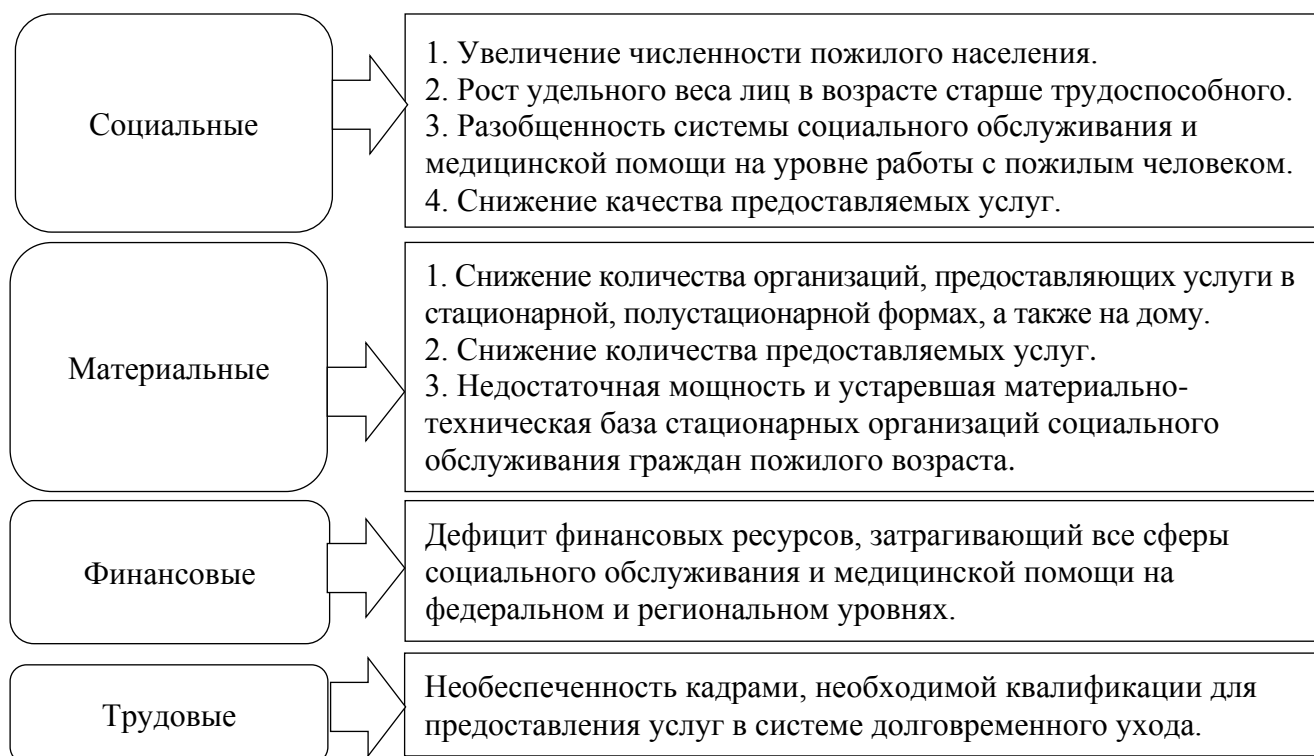 Социальные
1. Увеличение численности пожилого населения.
2. Рост удельного веса лиц в возрасте старше трудоспособного.
3. Разобщенность системы социального обслуживания и
медицинской помощи на уровне работы с пожилым человеком.
4. Снижение качества предоставляемых услуг.
Материальные
1. Снижение количества организаций, предоставляющих услуги в
стационарной, полустационарной формах, а также на дому.
2. Снижение количества предоставляемых услуг.
3. Недостаточная мощность и устаревшая материально-
техническая база стационарных организаций социального
обслуживания граждан пожилого возраста.
Финансовые
Дефицит финансовых ресурсов, затрагивающий все сферы
социального обслуживания и медицинской помощи на
федеральном и региональном уровнях.
Трудовые
Необеспеченность кадрами, необходимой квалификации для
предоставления услуг в системе долговременного ухода.